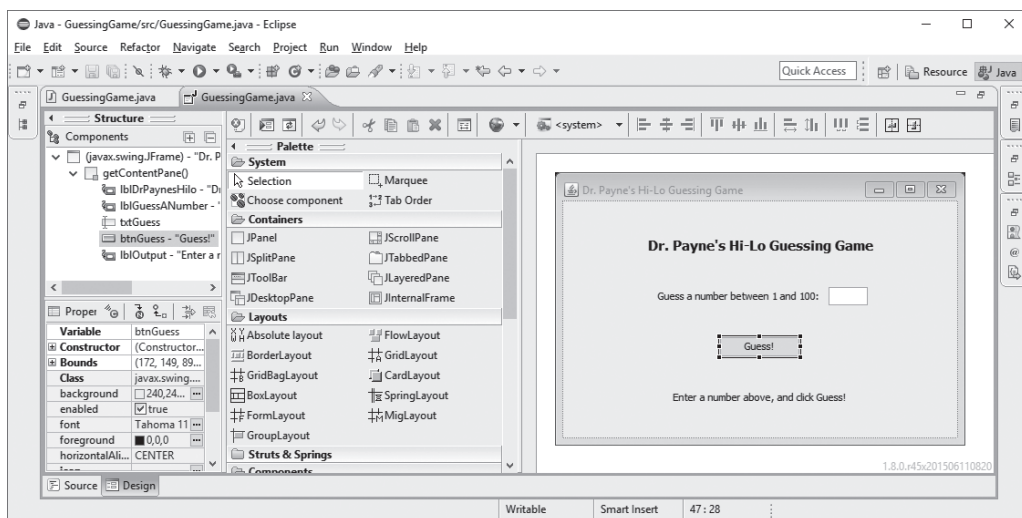 Java - GuessingGame/src/GuessingGame.java - Eclipse
File Edit Source Refactor Navigate Search Project Run Window Help
Quick Access
Resource
Java
GuessingGame.java
GuessingGame.java
Structure
Components
(javax.swing.JFrame) - "Dr. P
getContentPane()
lblDrPaynesHilo - "Dr
lblGuessANumber - "
txtGuess
btnGuess - "Guess!"
lblOutput - "Enter a n
Proper
Variable btnGuess
Constructor (Constructor...
Bounds (172, 149, 89...
Class javax.swing....
background 240,24... ...
enabled true
font Tahoma 11 ...
foreground 0,0,0 ...
horizontalAli... CENTER
Source Design
Palette
System
Selection Marquee
Choose component Tab Order
Containers
JPanel JScrollPane
JSplitPane JTabbedPane
JToolBar JLayeredPane
JDesktopPane JInternalFrame
Layouts
Absolute layout FlowLayout
BorderLayout GridLayout
GridBagLayout CardLayout
BoxLayout SpringLayout
FormLayout MigLayout
GroupLayout
Struts & Springs
Components
<system>
Dr. Payne's Hi-Lo Guessing Game
Dr. Payne's Hi-Lo Guessing Game
Guess a number between 1 and 100:
Guess!
Enter a number above, and click Guess!
1.8.0.r45x201506110820
Writable Smart Insert 47 : 28